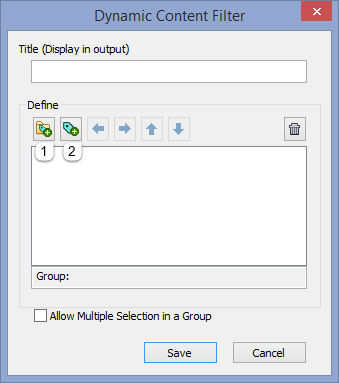 Dynamic Content Filter
Title (Display in output)
Define
1 2
Group:
Allow Multiple Selection in a Group
Save Cancel